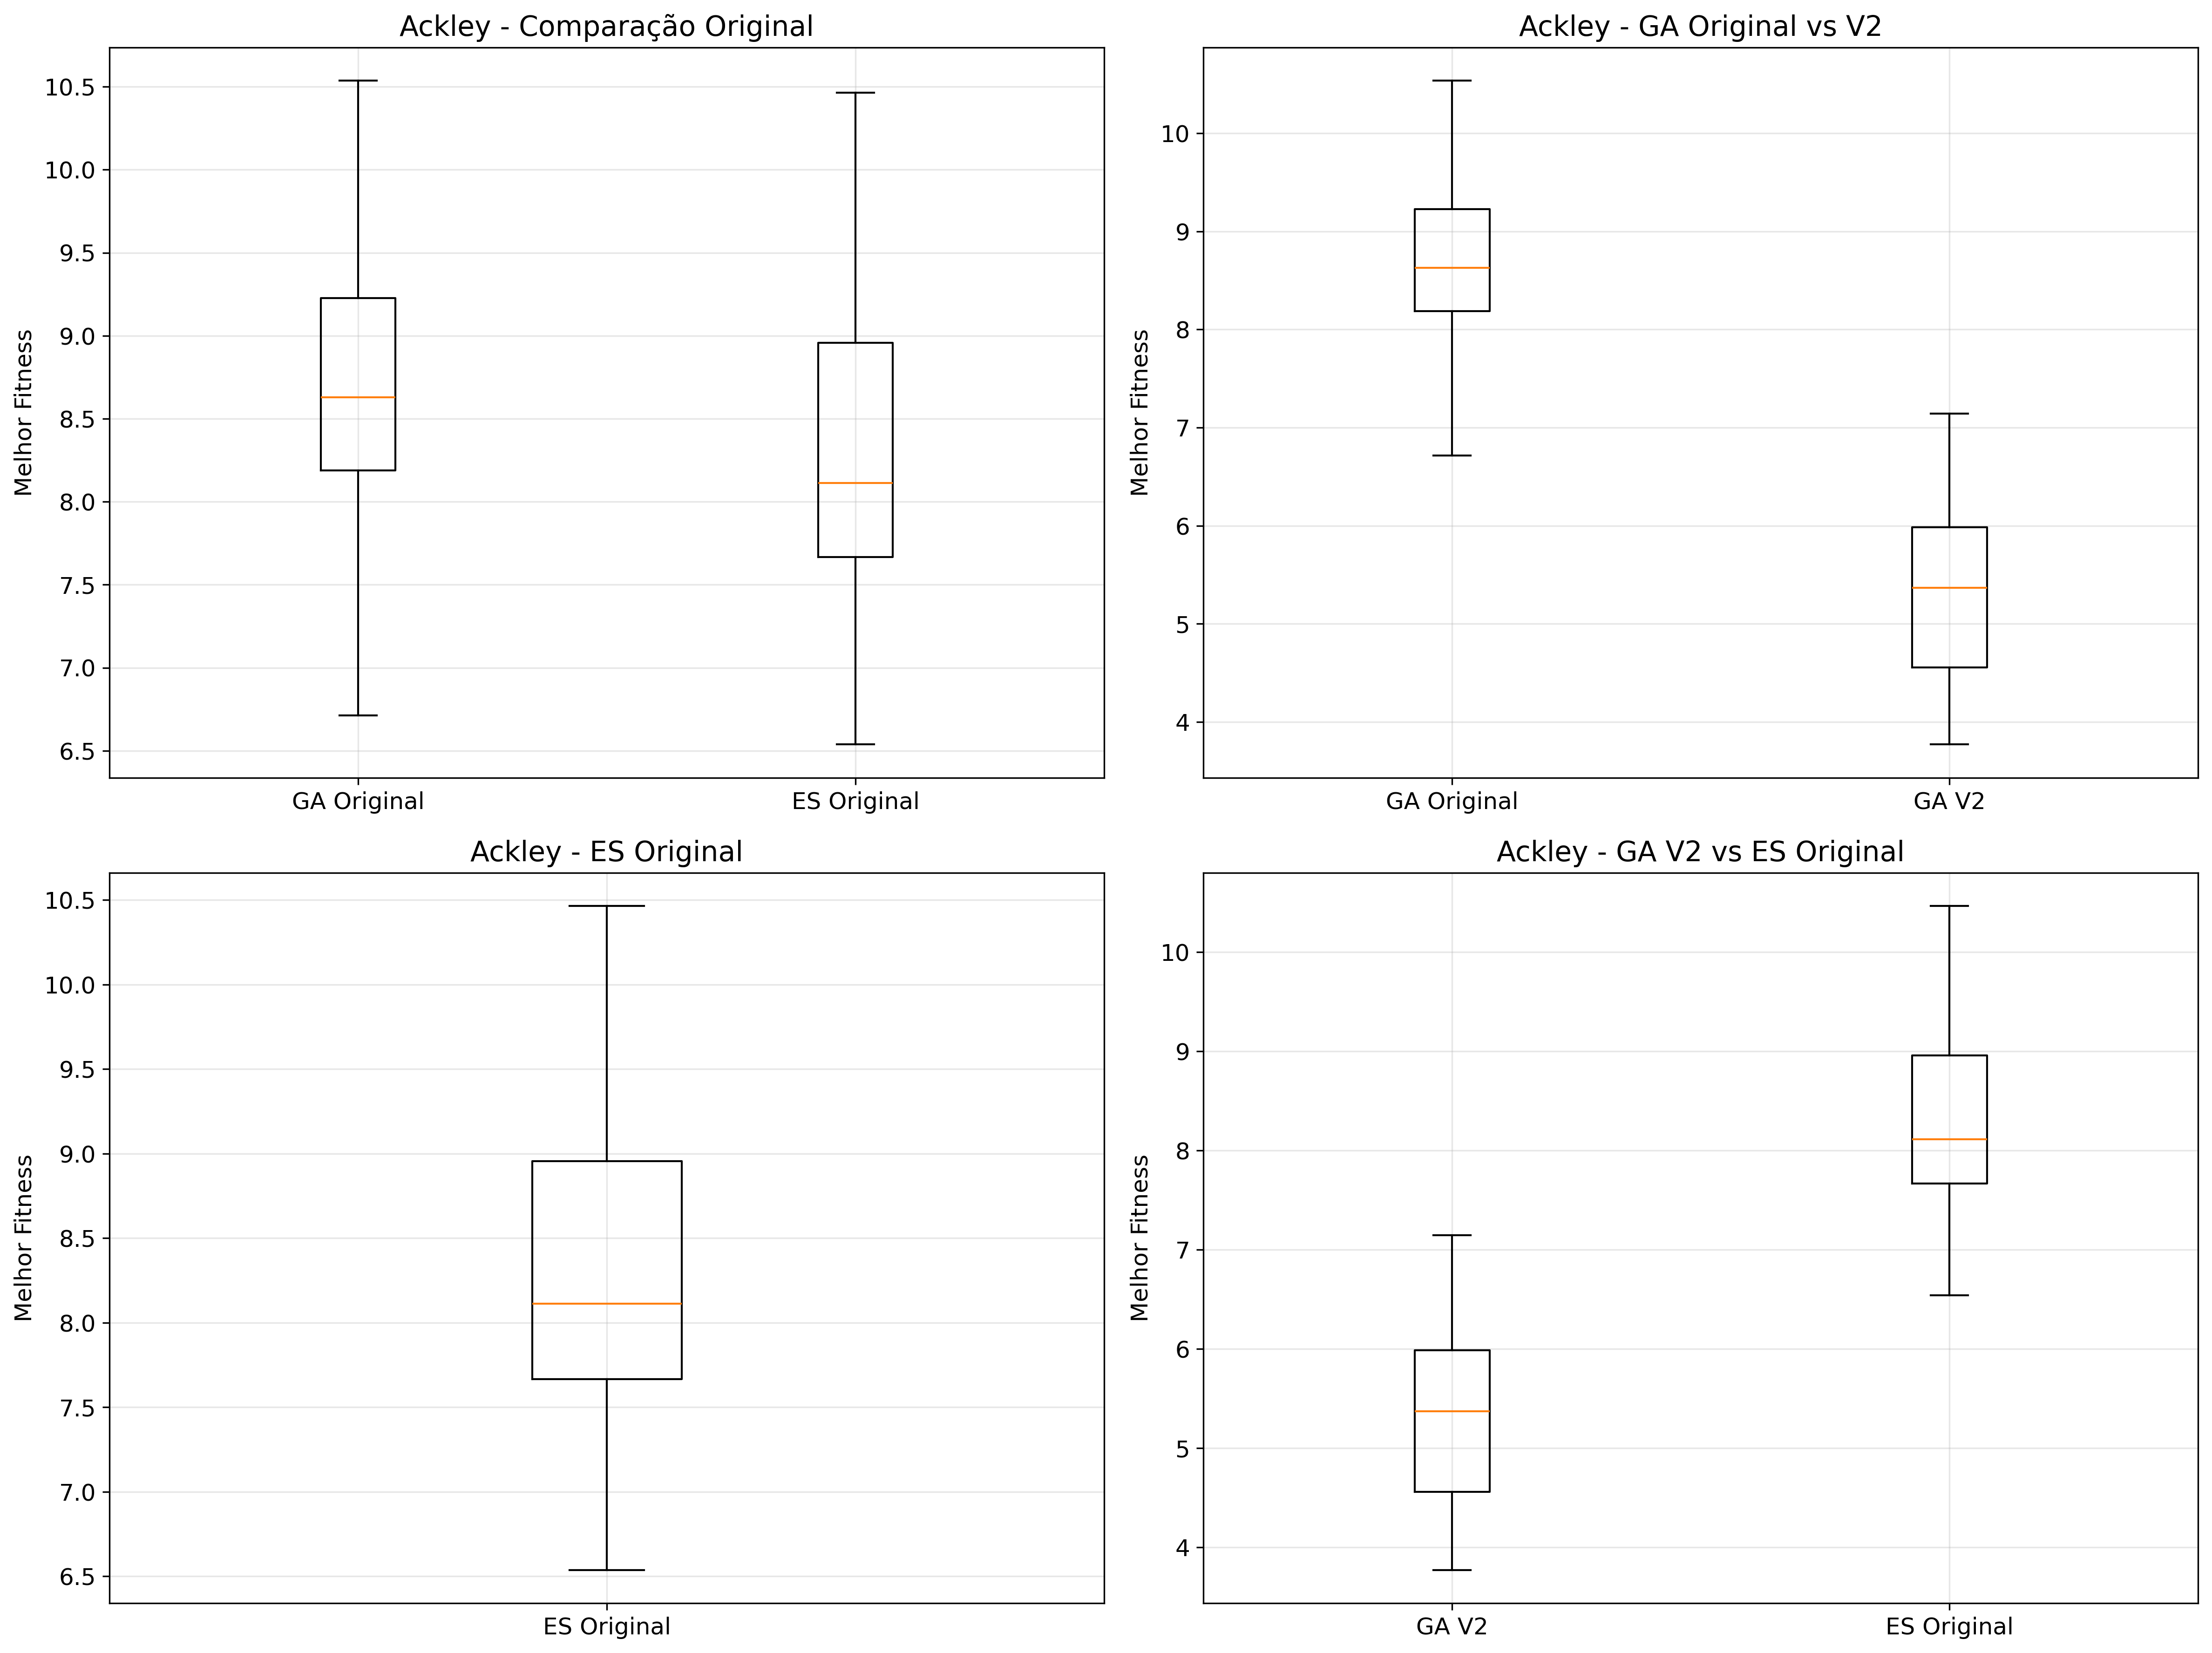 Ackley - Comparação Original
Melhor Fitness
10.5
10.0
9.5
9.0
8.5
8.0
7.5
7.0
6.5
GA Original
ES Original
Ackley - GA Original vs V2
Melhor Fitness
10
9
8
7
6
5
4
GA Original
GA V2
Ackley - ES Original
Melhor Fitness
10.5
10.0
9.5
9.0
8.5
8.0
7.5
7.0
6.5
ES Original
Ackley - GA V2 vs ES Original
Melhor Fitness
10
9
8
7
6
5
4
GA V2
ES Original